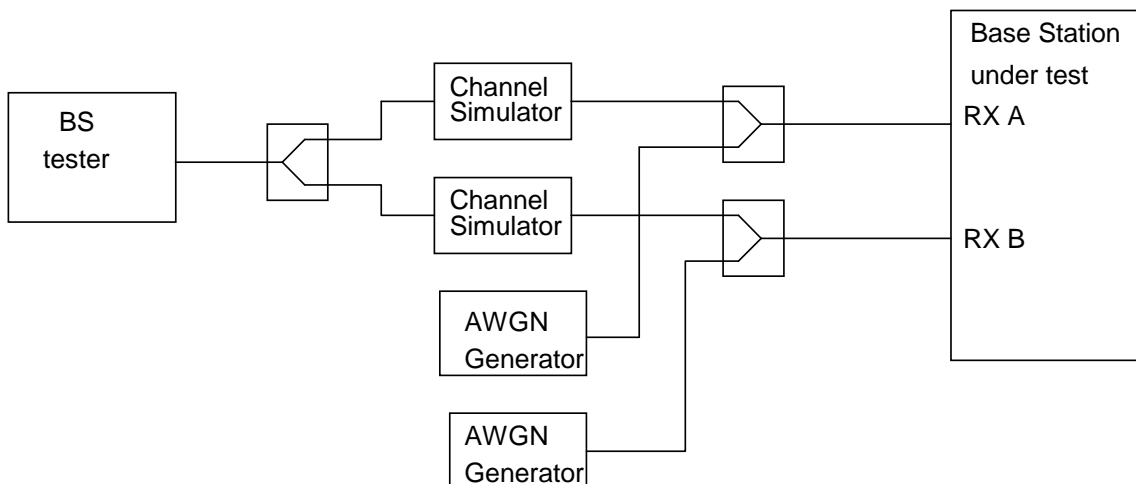 BS
tester
Channel
Simulator
Channel
Simulator
AWGN
Generator
AWGN
Generator
Base Station
under test
RX A
RX B